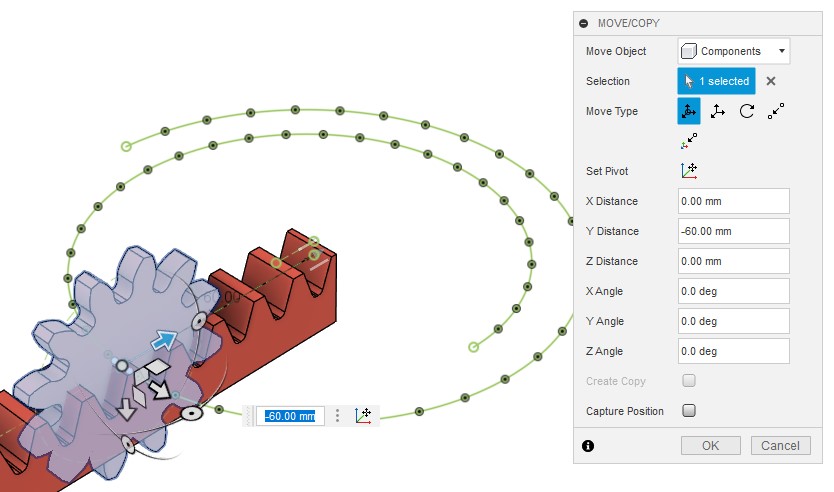 MOVE/COPY
Move Object
Components
Selection
1 selected
Move Type
Set Pivot
X Distance
0.00 mm
Y Distance
-60.00 mm
Z Distance
0.00 mm
X Angle
0.0 deg
Y Angle
0.0 deg
Z Angle
0.0 deg
Create Copy
Capture Position
OK
Cancel
-60.00 mm